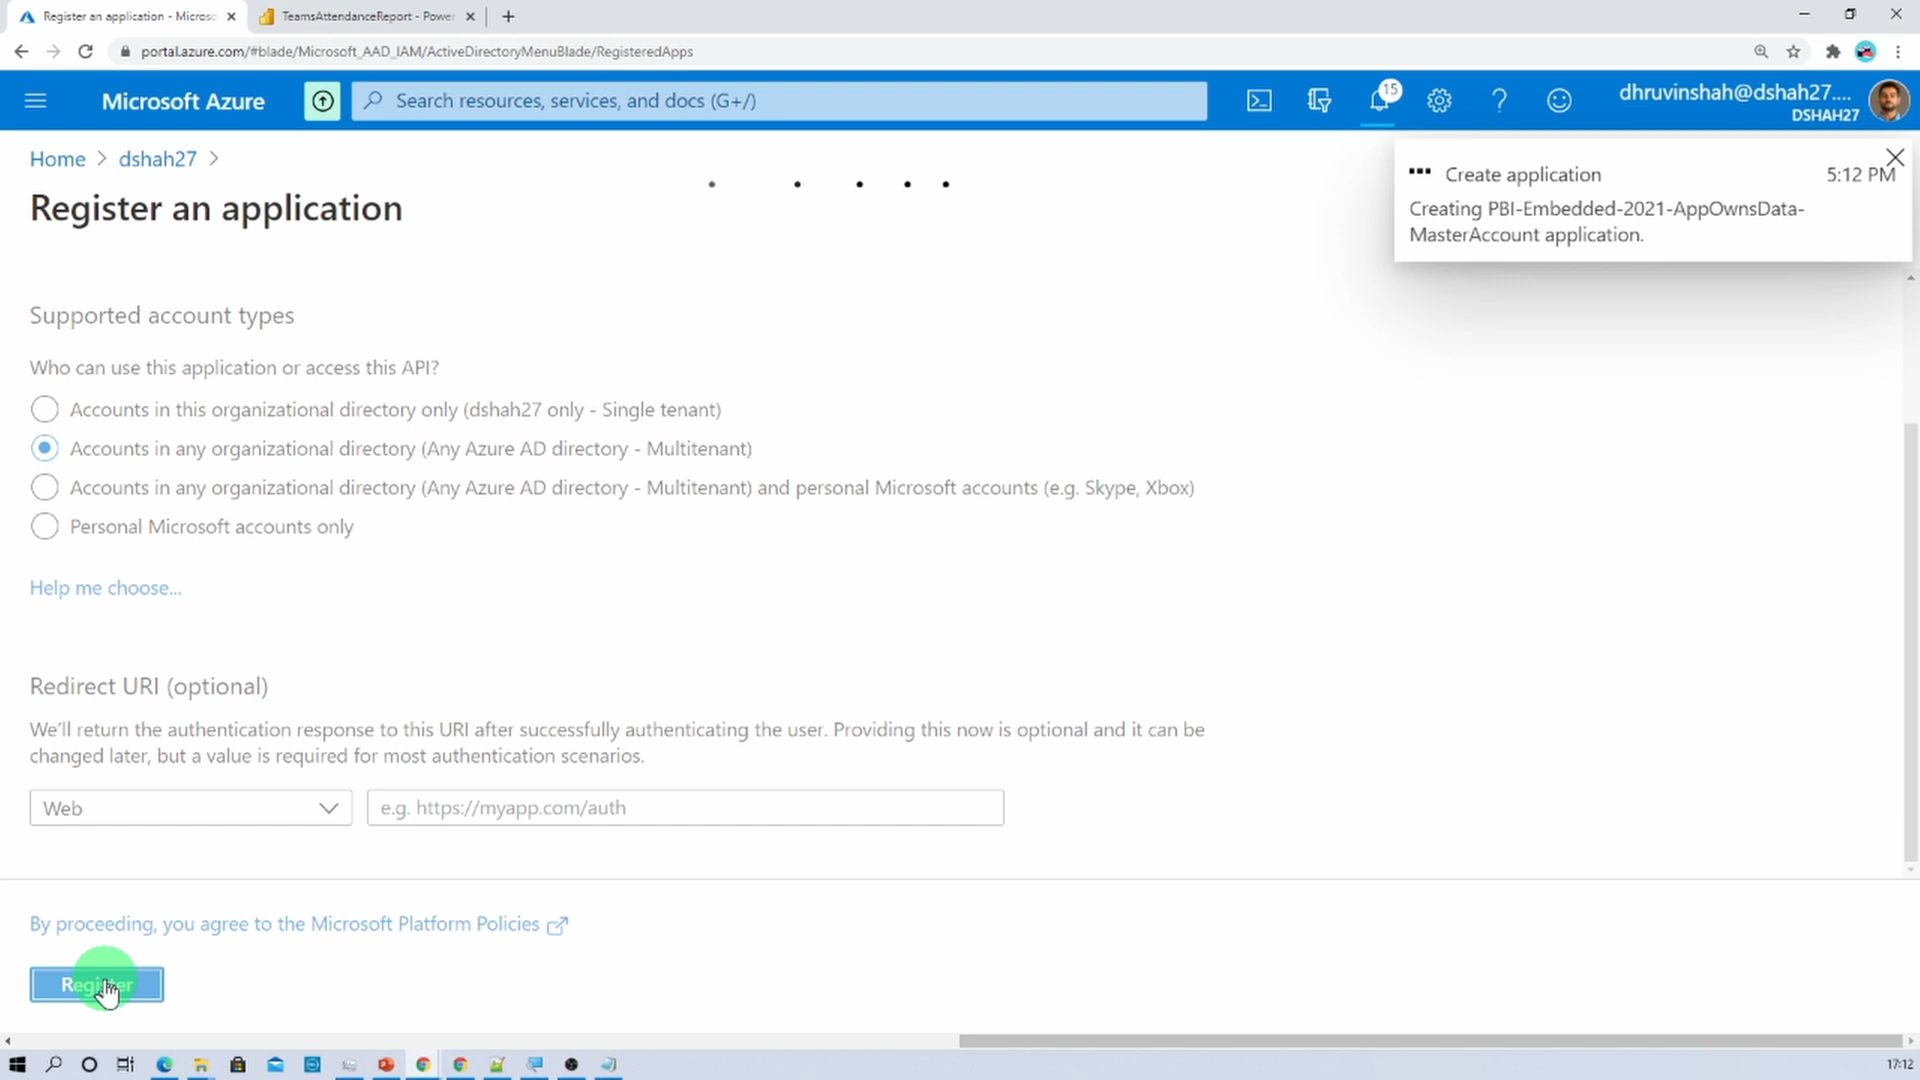 Register an application - Microso
TeamsAttendanceReport - Power
portal.azure.com/#blade/Microsoft_AAD_IAM/ActiveDirectoryMenuBlade/RegisteredApps
Microsoft Azure
Search resources, services, and docs (G+/)
15
dhruvinshah@dshah27....
DSHAH27
Home > dshah27 >
Register an application
Create application
5:12 PM
Creating PBI-Embedded-2021-AppOwnsData-
MasterAccount application.
Supported account types
Who can use this application or access this API?
Accounts in this organizational directory only (dshah27 only - Single tenant)
Accounts in any organizational directory (Any Azure AD directory - Multitenant)
Accounts in any organizational directory (Any Azure AD directory - Multitenant) and personal Microsoft accounts (e.g. Skype, Xbox)
Personal Microsoft accounts only
Help me choose...
Redirect URI (optional)
We'll return the authentication response to this URI after successfully authenticating the user. Providing this now is optional and it can be
changed later, but a value is required for most authentication scenarios.
Web
e.g. https://myapp.com/auth
By proceeding, you agree to the Microsoft Platform Policies
Register
17:12